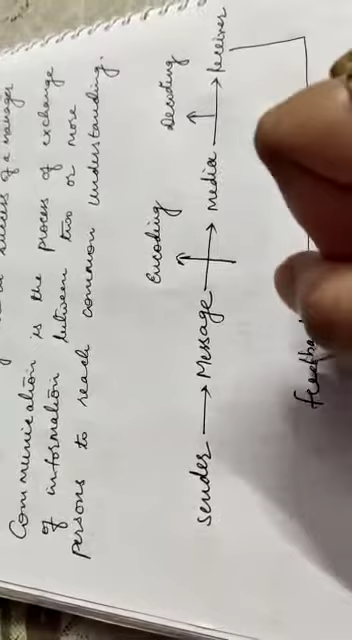 success of a manager
Communication is the process of exchange
of information between two or more
persons to reach common understanding.
Encoding Decoding
sender → Message → media → receiver